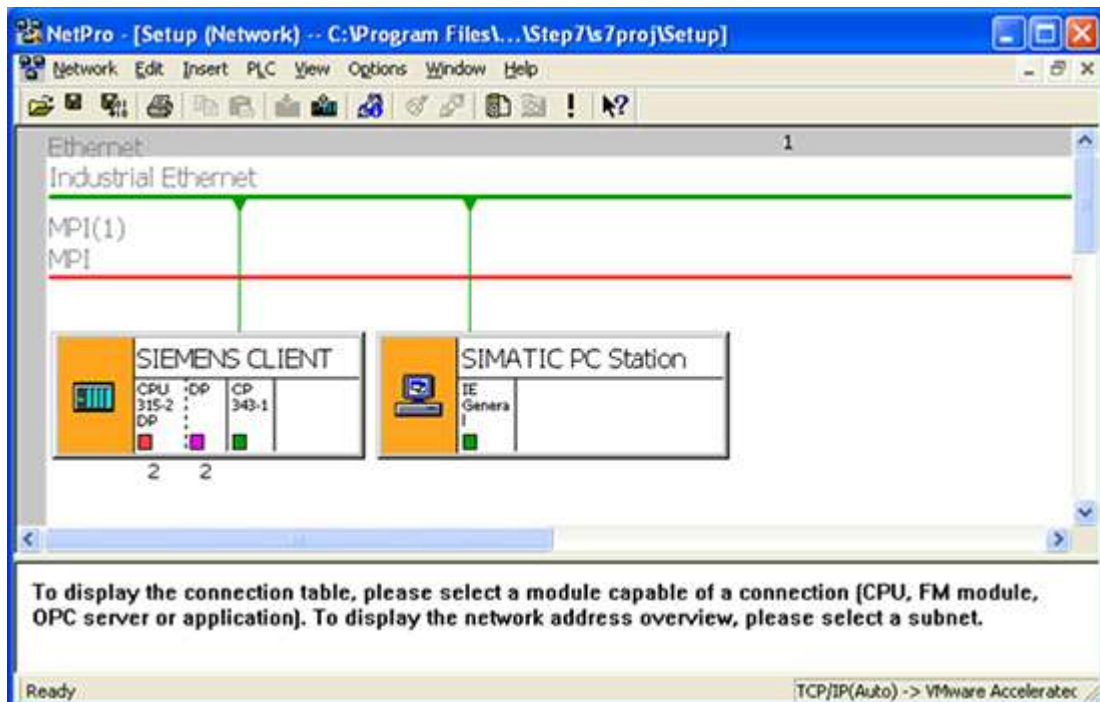 NetPro - [Setup (Network) -- C:\Program Files\...\Step7\s7proj\Setup]
Network Edit Insert PLC View Options Window Help
Ethernet 1
Industrial Ethernet
MPI(1)
MPI
SIEMENS CLIENT
CPU 315-2 DP
DP
CP 343-1
2 2
SIMATIC PC Station
IE
Genera
l
To display the connection table, please select a module capable of a connection (CPU, FM module,
OPC server or application). To display the network address overview, please select a subnet.
Ready
TCP/IP(Auto) -> VMware Acceleratec